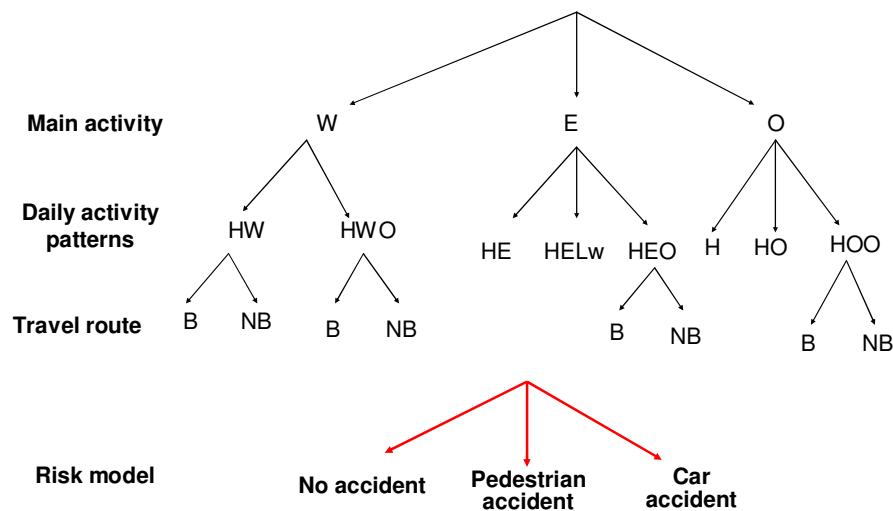 Main activity
W
E
O
Daily activity
patterns
HW
HWO
HE
HELw
HEO
H
HO
HOO
Travel route
B
NB
B
NB
B
NB
B
NB
Risk model
No accident
Pedestrian
accident
Car
accident